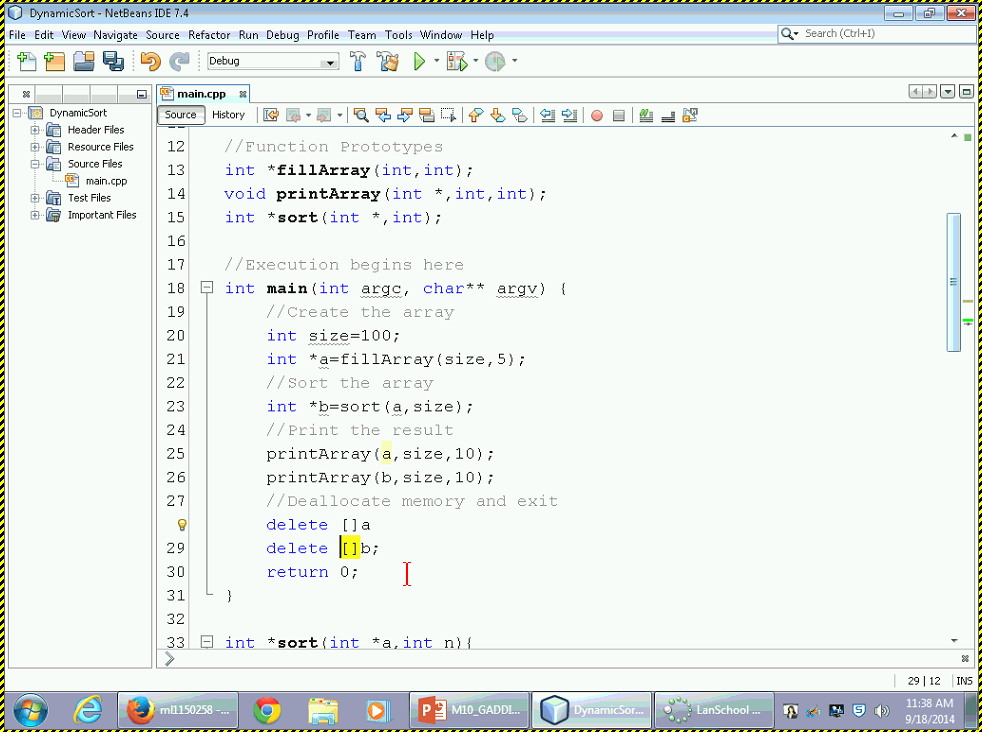 DynamicSort - NetBeans IDE 7.4
File Edit View Navigate Source Refactor Run Debug Profile Team Tools Window Help
Search (Ctrl+I)
Debug
main.cpp
Source History
DynamicSort
Header Files
Resource Files
Source Files
main.cpp
Test Files
Important Files
12 //Function Prototypes
13 int *fillArray(int,int);
14 void printArray(int *,int,int);
15 int *sort(int *,int);
16
17 //Execution begins here
18 int main(int argc, char** argv) {
19 //Create the array
20 int size=100;
21 int *a=fillArray(size,5);
22 //Sort the array
23 int *b=sort(a,size);
24 //Print the result
25 printArray(a,size,10);
26 printArray(b,size,10);
27 //Deallocate memory and exit
delete []a
29 delete []b;
30 return 0;
31 }
32
33 int *sort(int *a,int n){
29 | 12 INS
ml1150258 -...
M10_GADDI...
DynamicSor...
LanSchool ...
11:38 AM
9/18/2014